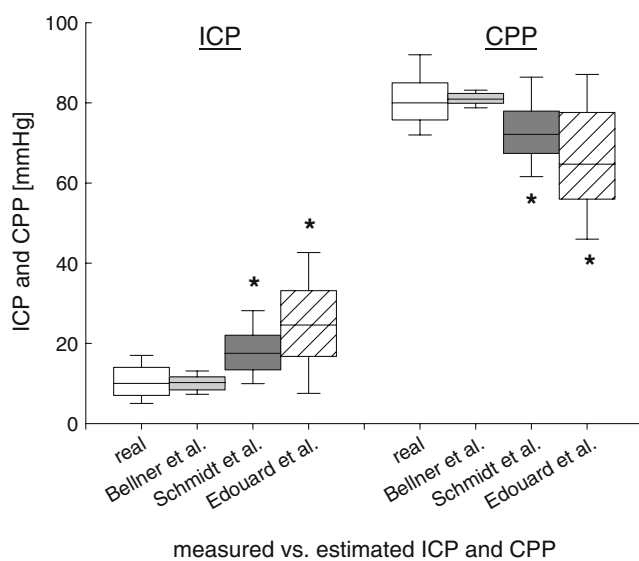 ICP
CPP
100
80
60
40
20
0
ICP and CPP [mmHg]
*
*
*
*
real
Bellner et al.
Schmidt et al.
Edouard et al.
real
Bellner et al.
Schmidt et al.
Edouard et al.
measured vs. estimated ICP and CPP